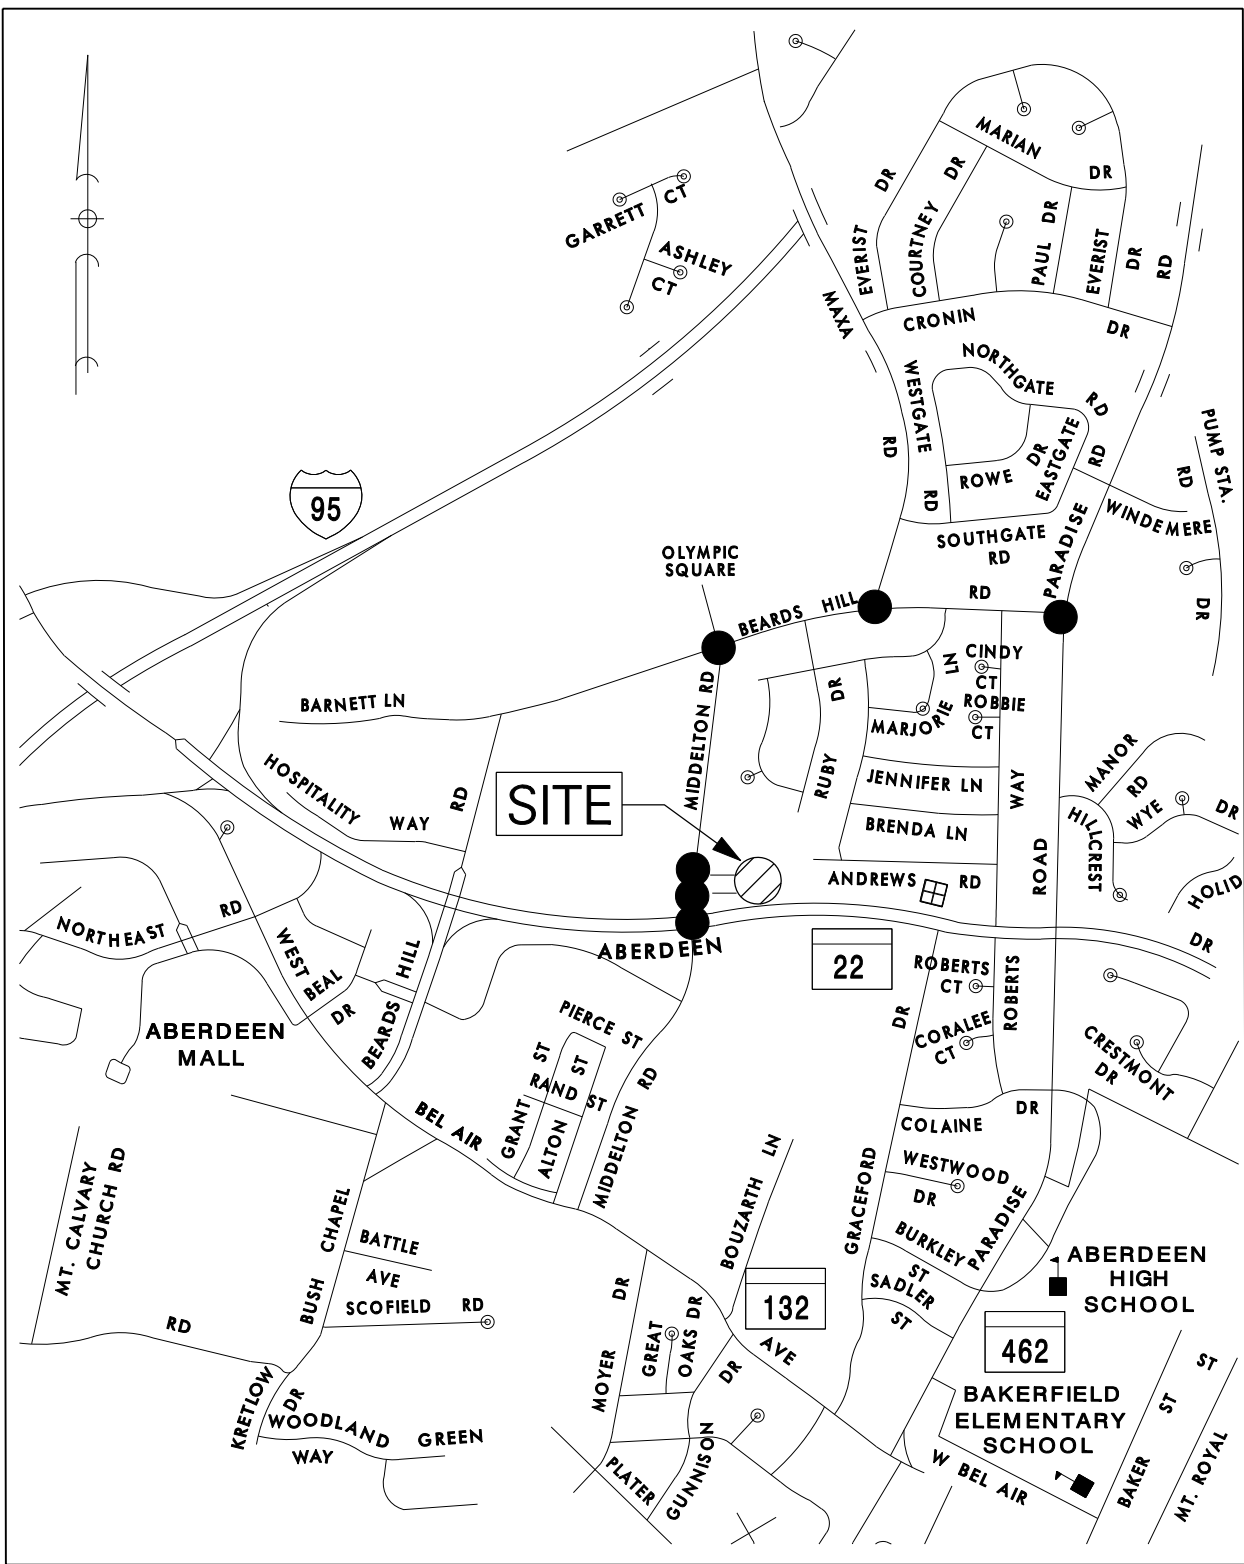 MARIAN
DR
DR
DR
GARRETT CT
ASHLEY
CT
EVERIST
COURTNEY
PAUL DR
EVERIST
DR
RD
MAXA
CRONIN
DR
NORTHGATE
RD
WESTGATE
RD
RD
ROWE
DR
EASTGATE
RD
PUMP STA.
RD
DR
WINDEMERE
SOUTHGATE
RD
PARADISE
95
OLYMPIC
SQUARE
BEARDS HILL
RD
CINDY
CT
LN
ROBBIE
CT
MARJORIE
BARNETT LN
MIDDELTON RD
DR
RUBY
JENNIFER LN
WAY
BRENDA LN
MANOR
RD
WYE
DR
HILLCREST
HOLID
DR
HOSPITALITY
WAY
RD
SITE
ANDREWS RD
ROAD
NORTHEAST
RD
WEST
BEAL
DR
HILL
BEARDS
ABERDEEN
22
ROBERTS
CT
ROBERTS
DR
CORALEE
CT
CRESTMONT
DR
ABERDEEN
MALL
PIERCE ST
ST
ST
RAND ST
GRANT
ALTON
MIDDELTON RD
BEL AIR
COLAINE
DR
MT. CALVARY
CHURCH RD
BUSH CHAPEL
BATTLE
AVE
SCOFIELD RD
BOUZARTH LN
GRACEFORD
WESTWOOD
DR
BURKLEY
ST
PARADISE
SADLER
ST
ABERDEEN
HIGH
SCHOOL
RD
132
462
MOYER DR
GREAT
OAKS DR
DR
AVE
KRETLOW
DR
WOODLAND
WAY
GREEN
BAKERFIELD
ELEMENTARY
SCHOOL
PLATER
GUNNISON
W BEL AIR
BAKER ST
MT. ROYAL
ST